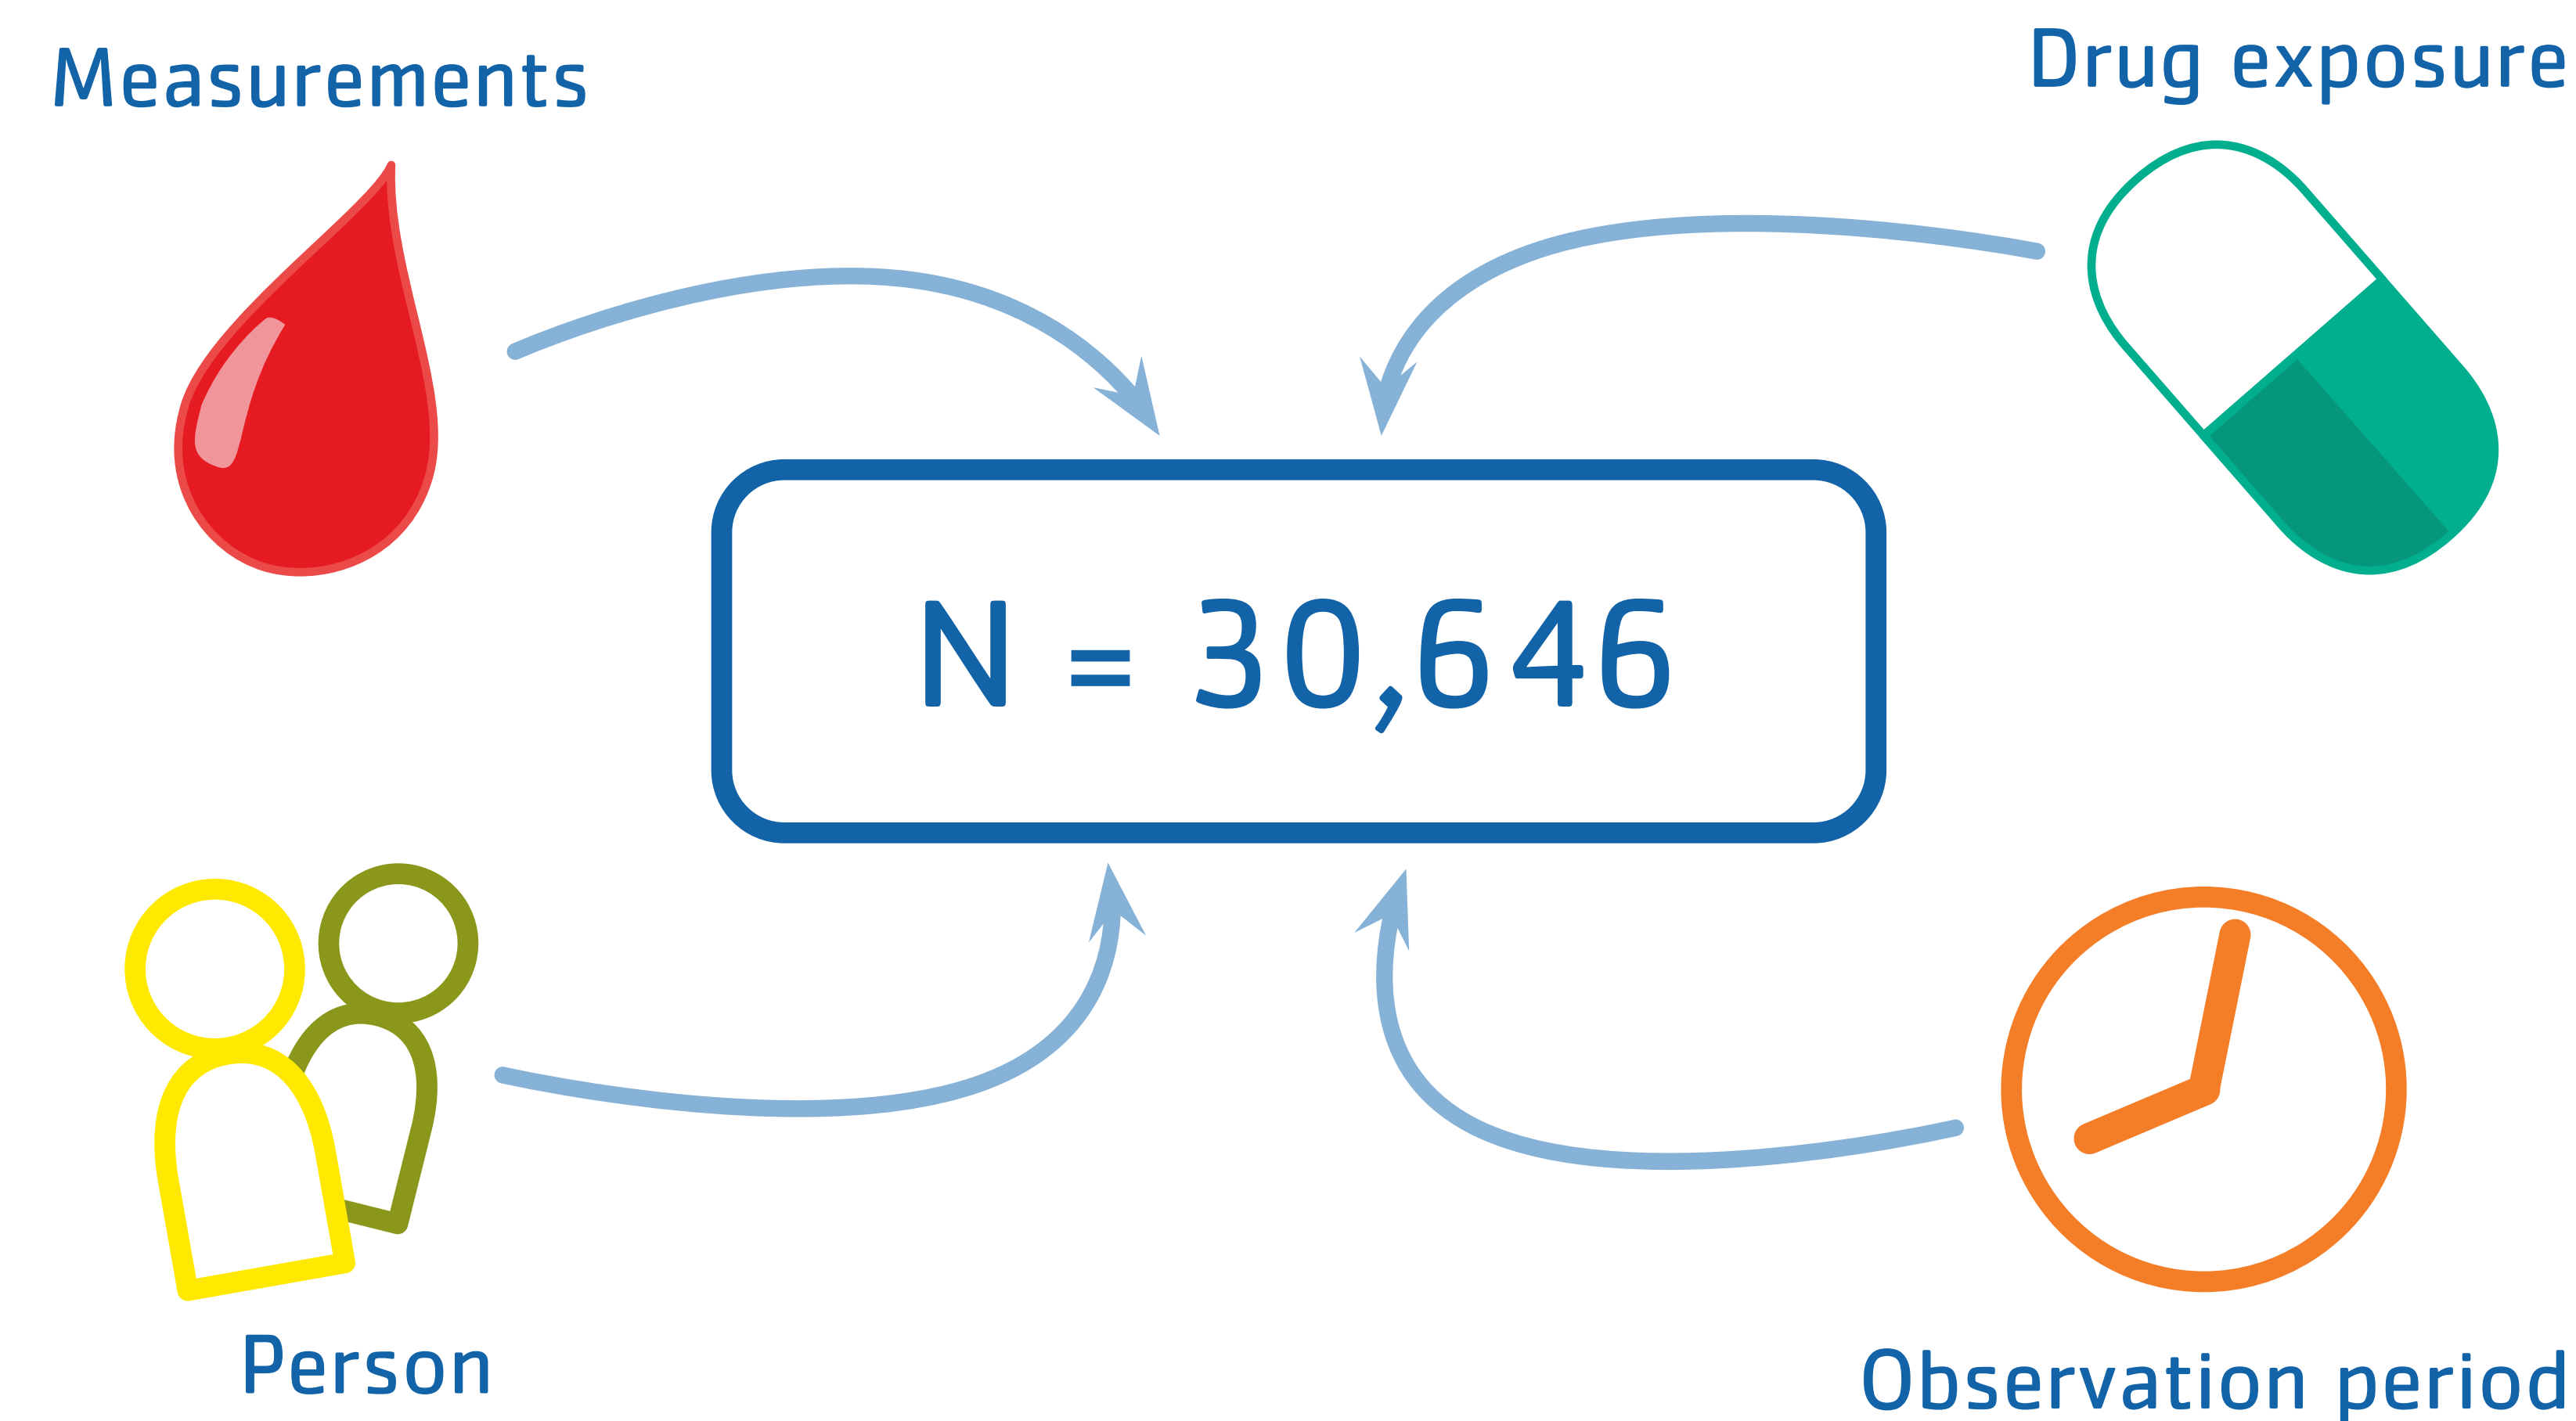 Measurements
Drug exposure
N = 30,646
Person
Observation period